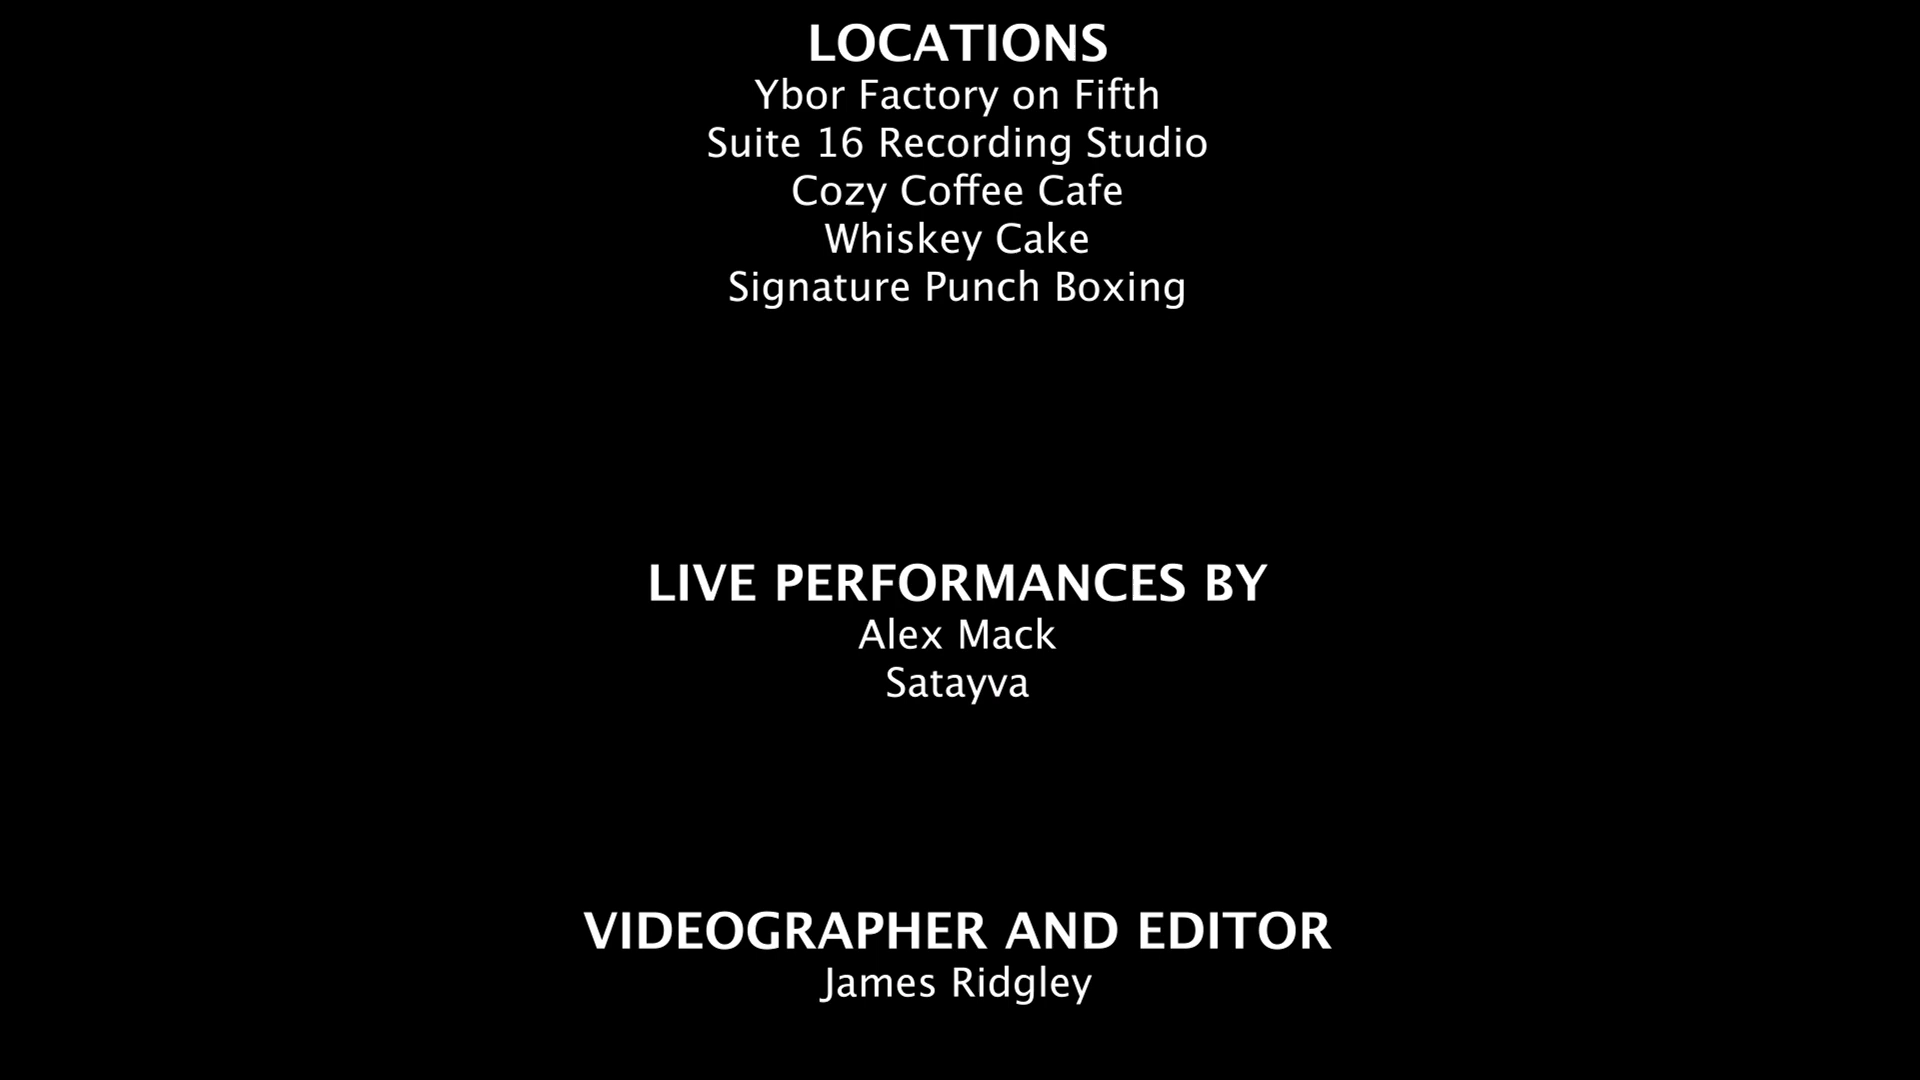 LOCATIONS
Ybor Factory on Fifth
Suite 16 Recording Studio
Cozy Coffee Cafe
Whiskey Cake
Signature Punch Boxing
LIVE PERFORMANCES BY
Alex Mack
Satayva
VIDEOGRAPHER AND EDITOR
James Ridgley